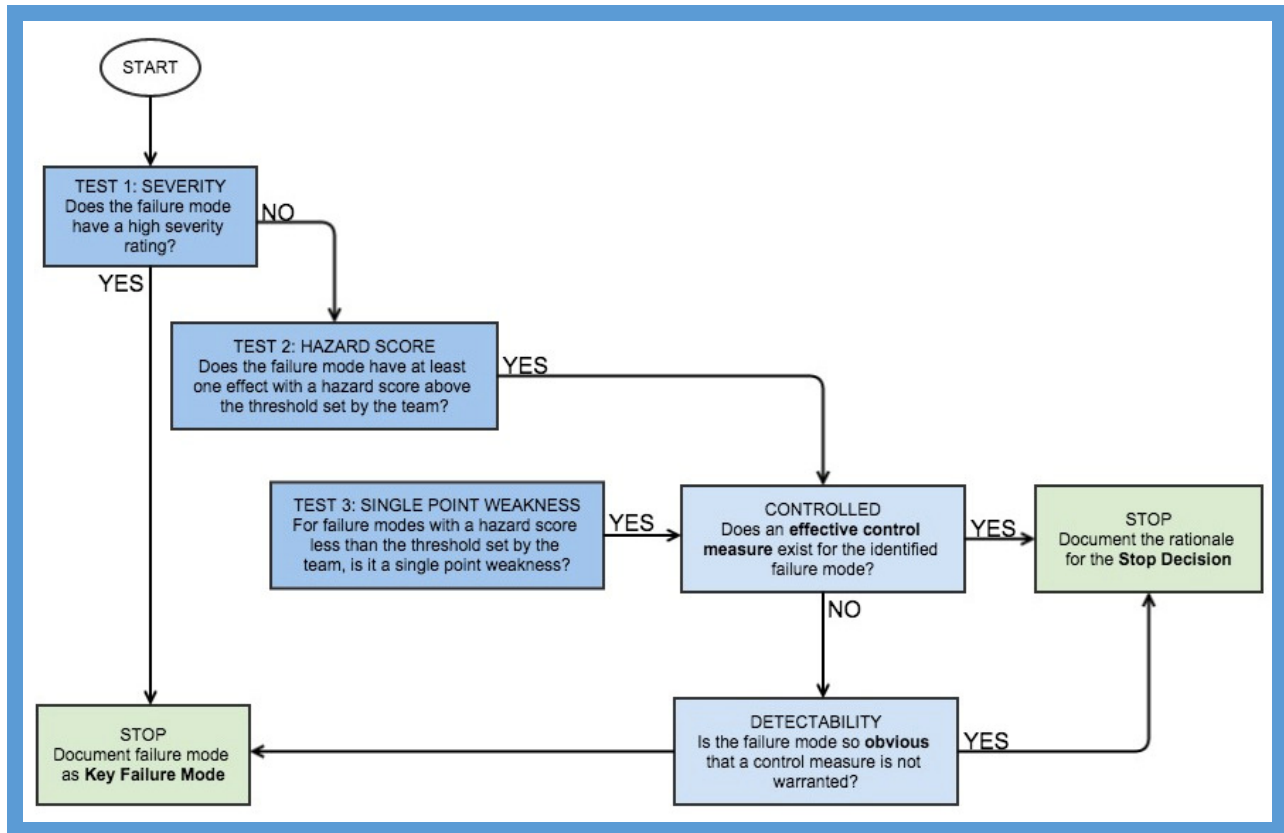 START
TEST 1: SEVERITY
Does the failure mode
have a high severity
rating?
NO
YES
TEST 2: HAZARD SCORE
Does the failure mode have at least
one effect with a hazard score above
the threshold set by the team?
YES
TEST 3: SINGLE POINT WEAKNESS
For failure modes with a hazard score
less than the threshold set by the
team, is it a single point weakness?
YES
CONTROLLED
Does an effective control
measure exist for the identified
failure mode?
YES
STOP
Document the rationale
for the Stop Decision
NO
STOP
Document failure mode
as Key Failure Mode
DETECTABILITY
Is the failure mode so obvious
that a control measure is not
warranted?
YES